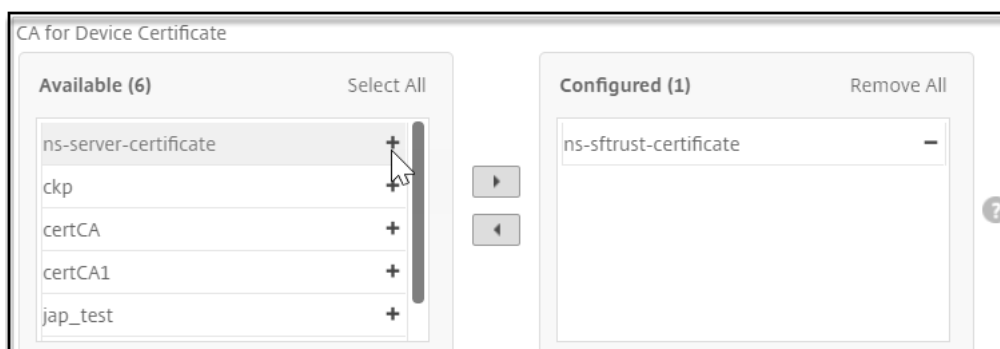 CA for Device Certificate
Available (6) Select All
ns-server-certificate +
ckp +
certCA +
certCA1 +
jap_test +
Configured (1) Remove All
ns-sftrust-certificate −
?